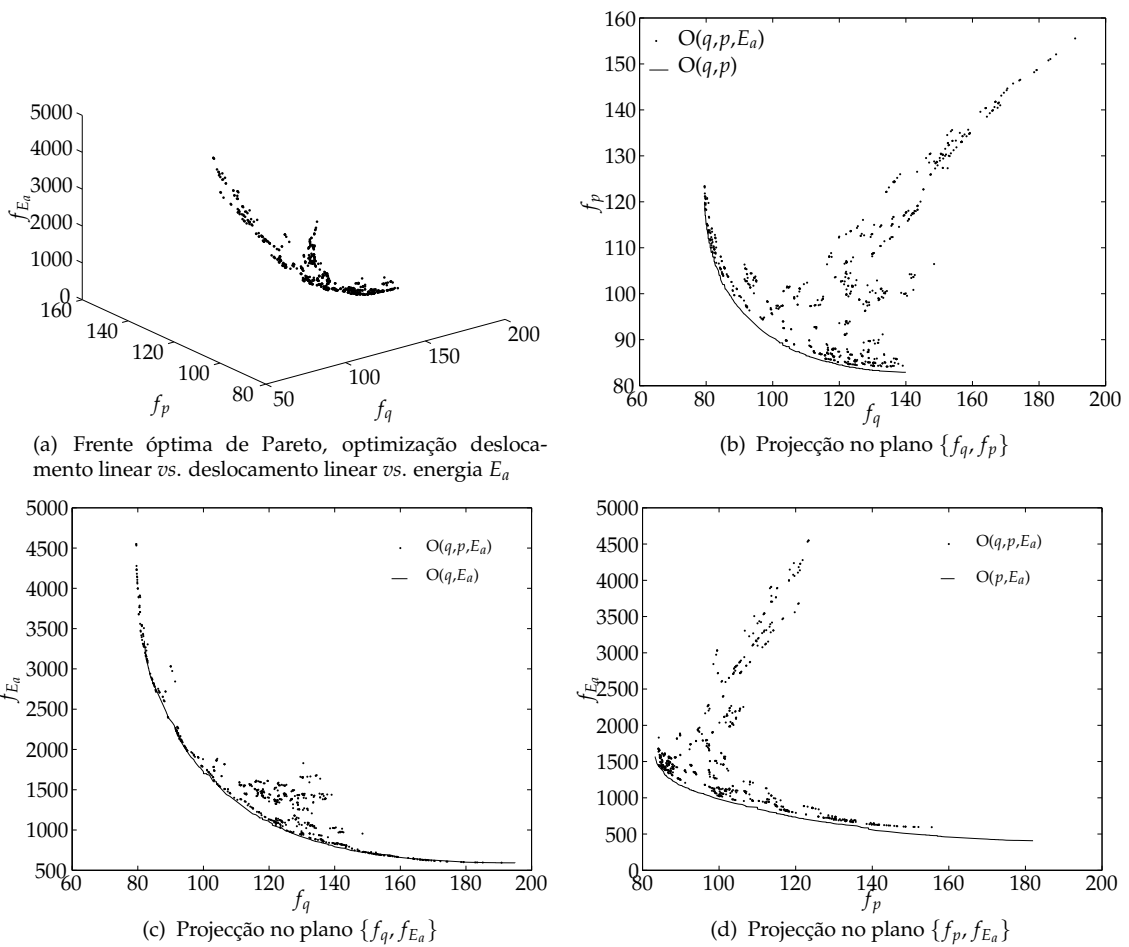 5000
4000
3000
2000
1000
0
f_{E_a}
160
140
120
100
80
f_p
50
100
150
200
f_q
(a) Frente óptima de Pareto, optimização desloca-
mento linear vs. deslocamento linear vs. energia E_a
160
150
140
130
120
110
100
90
80
f_p
O(q,p,E_a)
O(q,p)
60 80 100 120 140 160 180 200
f_q
(b) Projecção no plano {f_q, f_p}
5000
4500
4000
3500
3000
2500
2000
1500
1000
500
f_{E_a}
O(q,p,E_a)
O(q,E_a)
60 80 100 120 140 160 180 200
f_q
(c) Projecção no plano {f_q, f_{E_a}}
5000
4500
4000
3500
3000
2500
2000
1500
1000
500
0
f_{E_a}
O(q,p,E_a)
O(p,E_a)
80 100 120 140 160 180 200
f_p
(d) Projecção no plano {f_p, f_{E_a}}